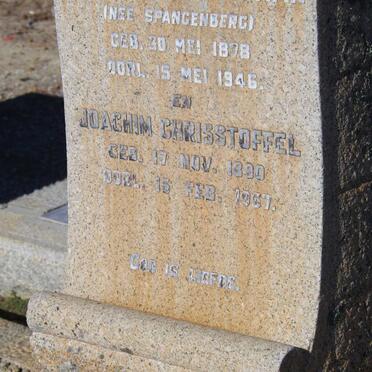 (NEE SPANGENBERG)
GEB. 30 MEI 1878
OORL. 15 MEI 1946.
EN
JOACHIM CHRISSTOFFEL
GEB. 17 NOV. 1890
OORL. 16 FEB. 1967.
GOD IS LIEFDE.